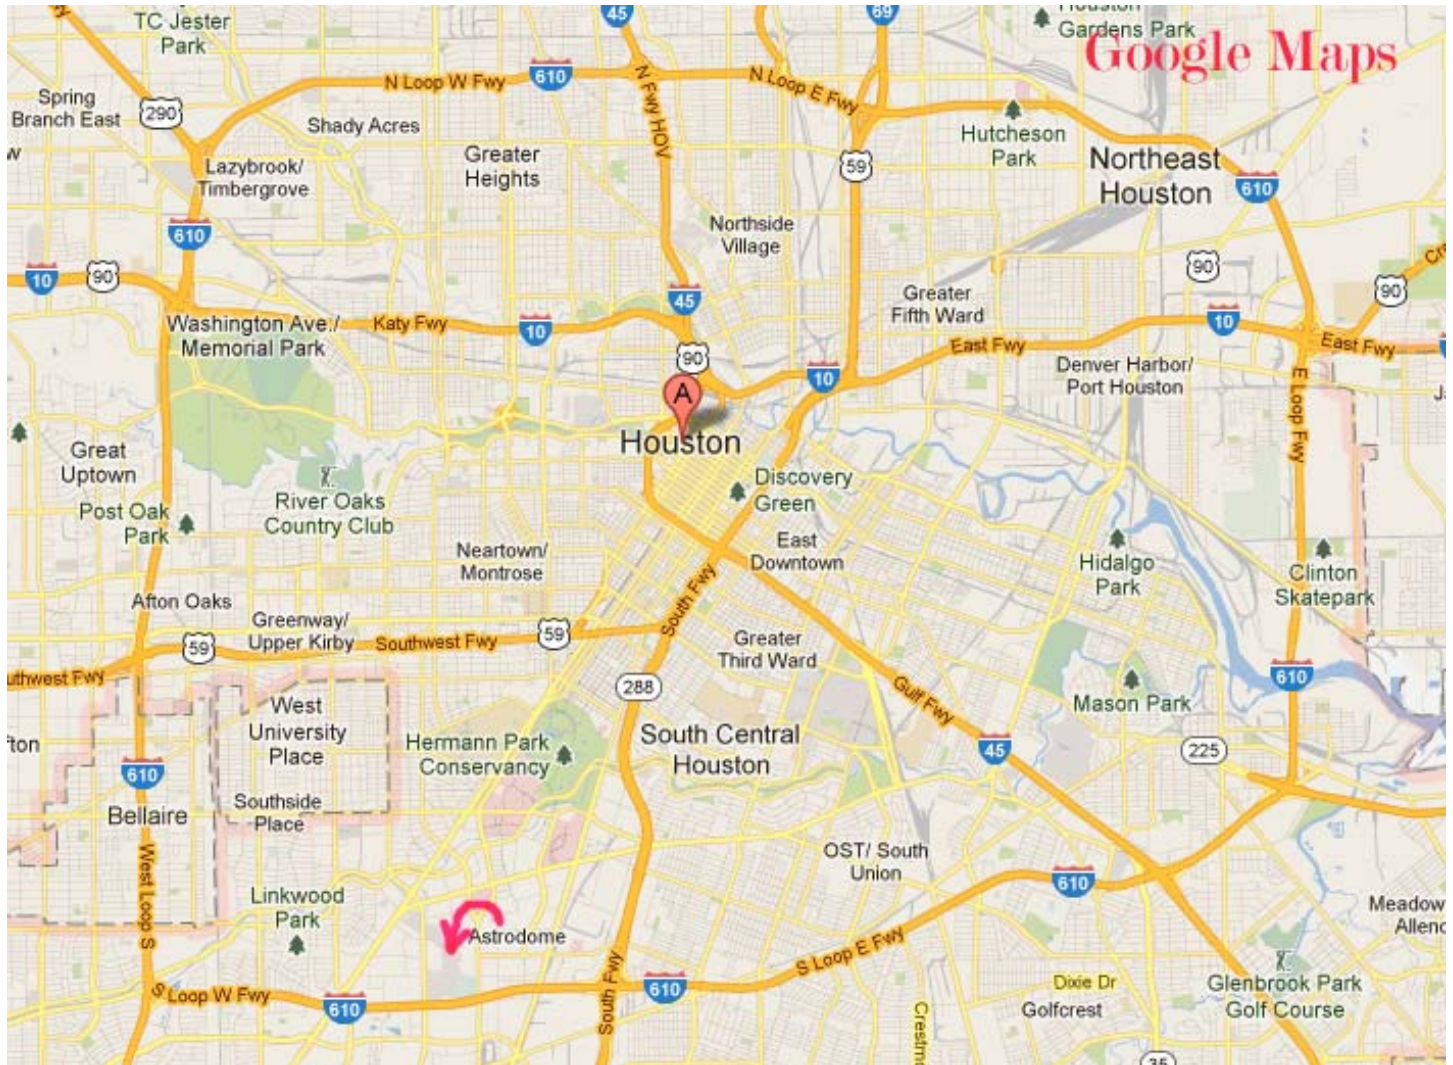 45
69
TC Jester
Park
Houston
Gardens Park
Google Maps
N Loop W Fwy
610
N Fwy HOV
N Loop E Fwy
Spring
Branch East
290
Shady Acres
Hutcheson
Park
Greater
Heights
59
Northeast
Houston
Lazybrook/
Timbergrove
610
610
Northside
Village
10
90
90
90
45
Greater
Fifth Ward
Washington Ave./
Memorial Park
Katy Fwy
10
10
East Fwy
East Fwy
90
10
Denver Harbor/
Port Houston
E Loop Fwy
A
Houston
Great
Uptown
River Oaks
Country Club
Discovery
Green
Post Oak
Park
Neartown/
Montrose
East
Downtown
Hidalgo
Park
Clinton
Skatepark
Afton Oaks
Greenway/
Upper Kirby
59
Southwest Fwy
59
South Fwy
Greater
Third Ward
uthwest Fwy
288
610
Gulf Fwy
Mason Park
West
University
Place
Hermann Park
Conservancy
South Central
Houston
45
225
610
Bellaire
Southside
Place
West Loop S
OST/ South
Union
610
Linkwood
Park
Astrodome
Meadow
Allen
S Loop W Fwy
610
South Fwy
610
S Loop E Fwy
Dixie Dr
Golfcrest
Glenbrook Park
Golf Course
Crestm
35